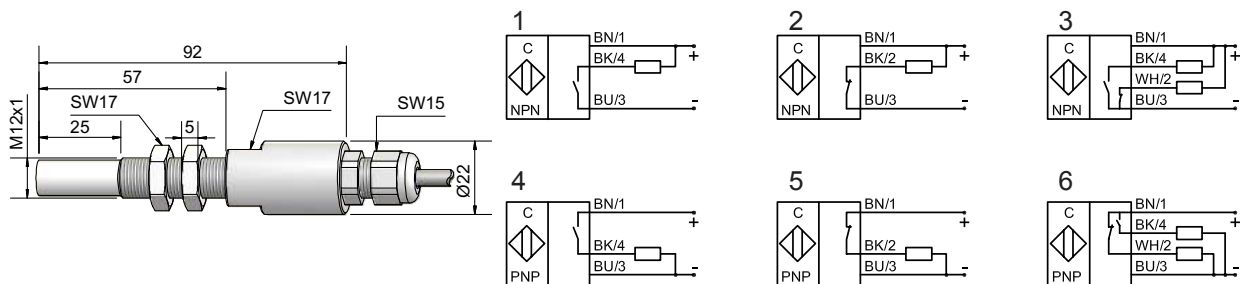 92
57
SW17
SW17
SW15
25
5
M12x1
Ø22
1
C
NPN
BN/1
BK/4
BU/3
+
-
2
C
NPN
BN/1
BK/2
BU/3
+
-
3
C
NPN
BN/1
BK/4
WH/2
BU/3
+
-
4
C
PNP
BN/1
BK/4
BU/3
+
-
5
C
PNP
BN/1
BK/2
BU/3
+
-
6
C
PNP
BN/1
BK/4
WH/2
BU/3
+
-